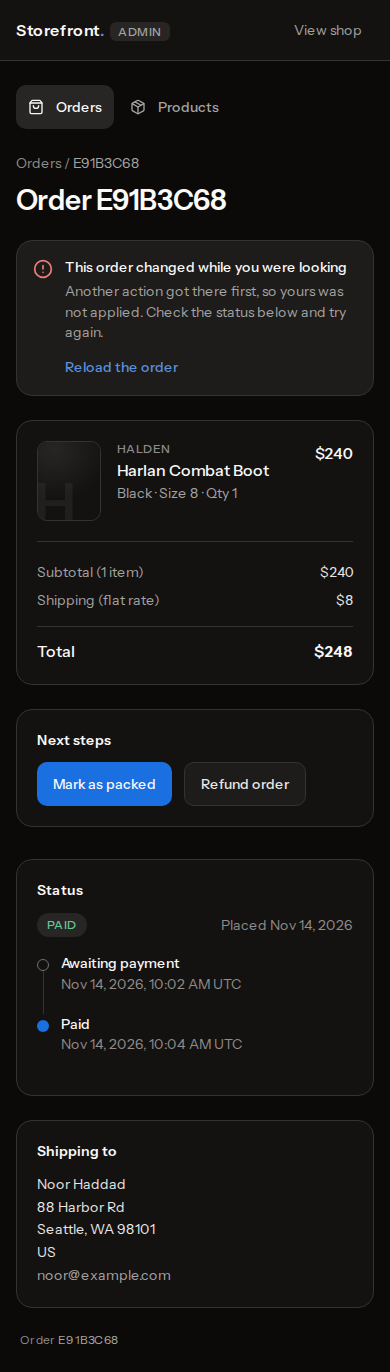 Storefront. ADMIN
View shop
Orders
Products
Orders / E91B3C68
Order E91B3C68
This order changed while you were looking
Another action got there first, so yours was
not applied. Check the status below and try
again.
Reload the order
H
HALDEN
$240
Harlan Combat Boot
Black · Size 8 · Qty 1
Subtotal (1 item)
$240
Shipping (flat rate)
$8
Total
$248
Next steps
Mark as packed
Refund order
Status
PAID
Placed Nov 14, 2026
Awaiting payment
Nov 14, 2026, 10:02 AM UTC
Paid
Nov 14, 2026, 10:04 AM UTC
Shipping to
Noor Haddad
88 Harbor Rd
Seattle, WA 98101
US
noor@example.com
Order E91B3C68